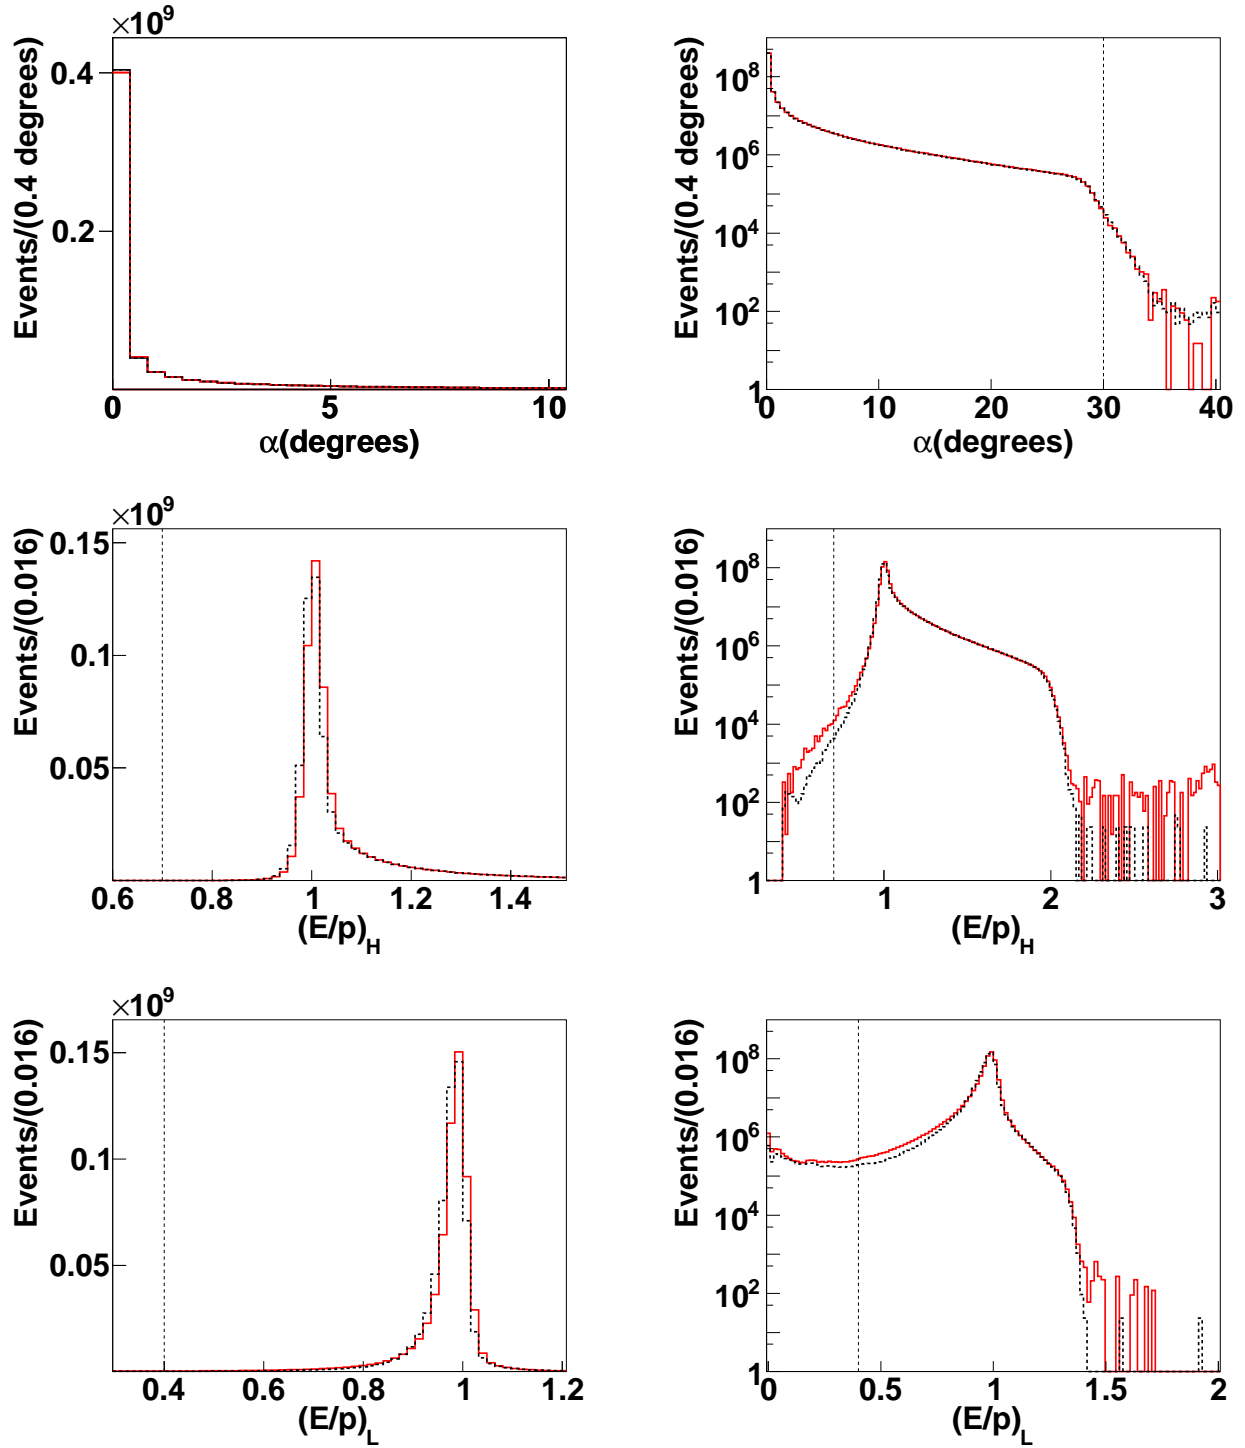 ×10⁹
Events/(0.4 degrees)
0.4
0.2
0 5 10
α(degrees)
Events/(0.4 degrees)
10⁸
10⁶
10⁴
10²
1
0 10 20 30 40
α(degrees)
×10⁹
Events/(0.016)
0.15
0.1
0.05
0.6 0.8 1 1.2 1.4
(E/p)_H
Events/(0.016)
10⁸
10⁶
10⁴
10²
1
1 2 3
(E/p)_H
×10⁹
Events/(0.016)
0.15
0.1
0.05
0.4 0.6 0.8 1 1.2
(E/p)_L
Events/(0.016)
10⁸
10⁶
10⁴
10²
1
0 0.5 1 1.5 2
(E/p)_L